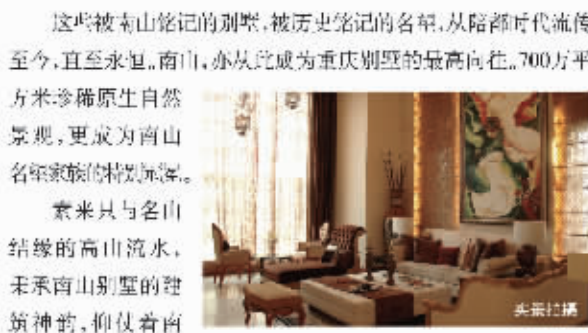 这些被南山铭记的别墅,被历史铭记的名望,从陪都时代流传
至今,直至永恒。南山,亦从此成为重庆别墅的最高向往。700万平
方米珍稀原生自然
景观,更成为南山
名望家族的特别际遇。
素来只与名山
结缘的高山流水,
秉承南山别墅的建
筑神韵,仰仗着南
实景拍摄